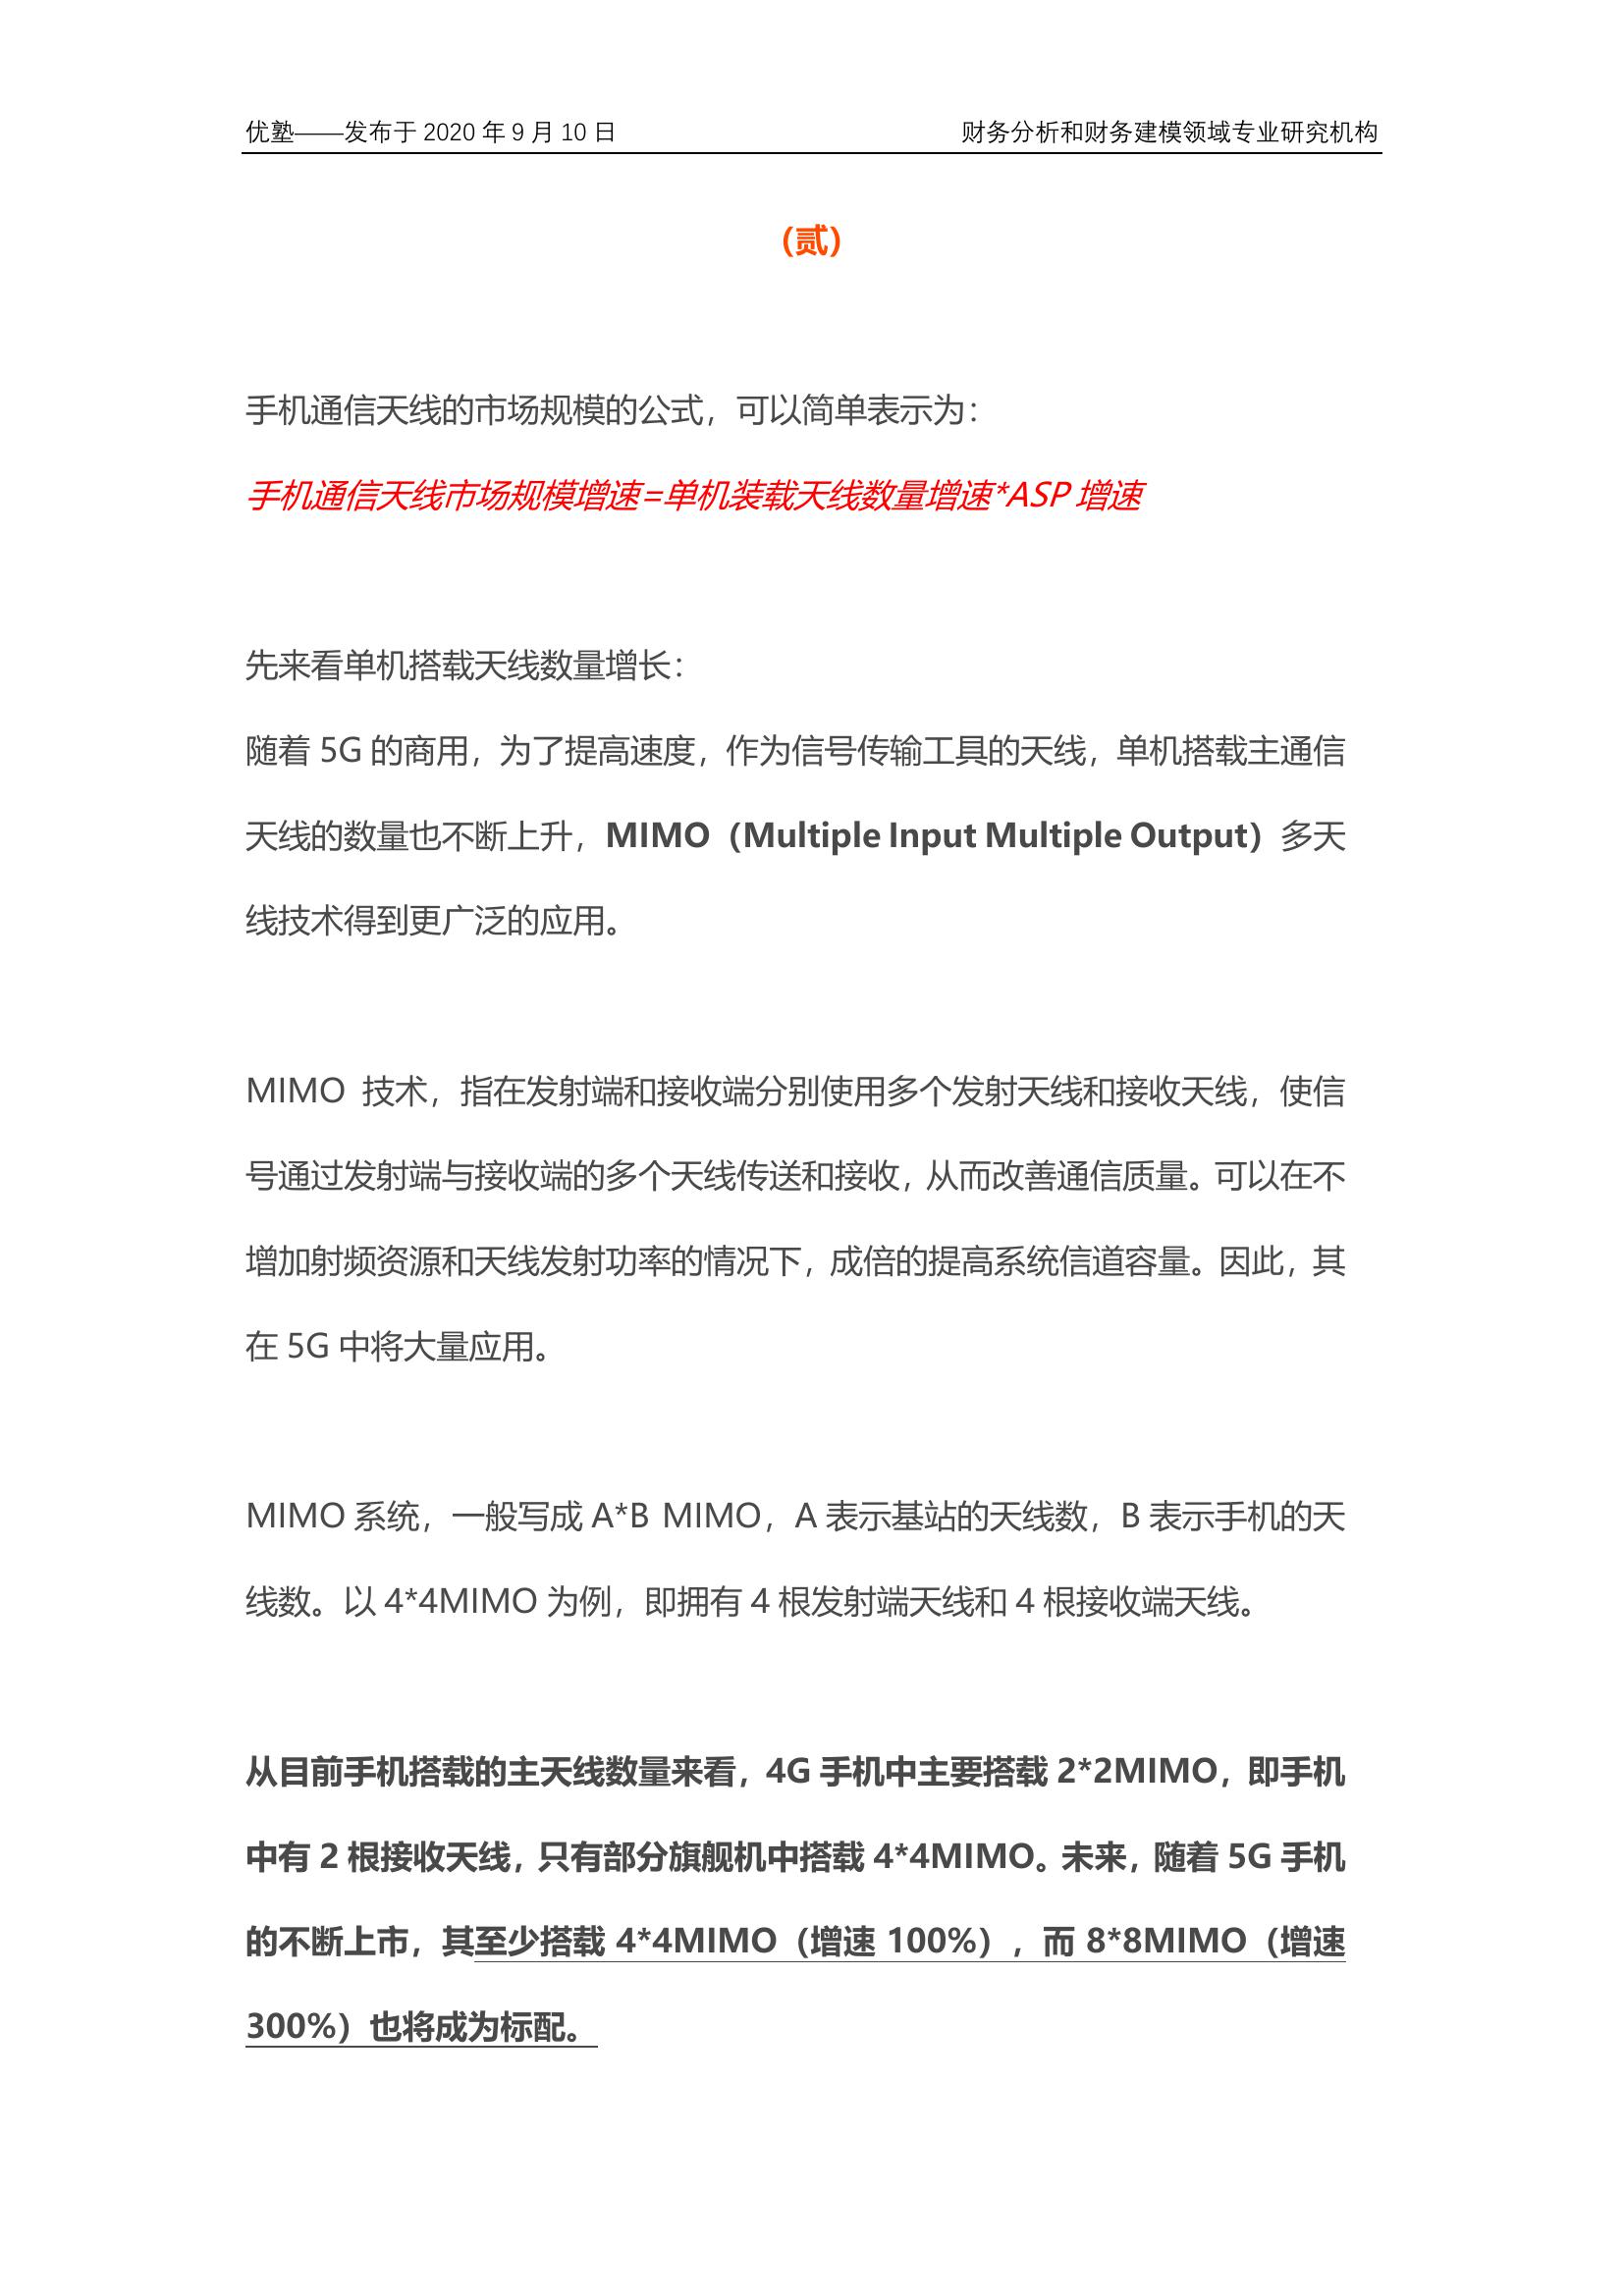 优塾——发布于 2020 年 9 月 10 日 财务分析和财务建模领域专业研究机构
（贰）
手机通信天线的市场规模的公式，可以简单表示为：
手机通信天线市场规模增速=单机装载天线数量增速*ASP 增速
先来看单机搭载天线数量增长：
随着 5G 的商用，为了提高速度，作为信号传输工具的天线，单机搭载主通信
天线的数量也不断上升，MIMO（Multiple Input Multiple Output）多天
线技术得到更广泛的应用。
MIMO 技术，指在发射端和接收端分别使用多个发射天线和接收天线，使信
号通过发射端与接收端的多个天线传送和接收，从而改善通信质量。可以在不
增加射频资源和天线发射功率的情况下，成倍的提高系统信道容量。因此，其
在 5G 中将大量应用。
MIMO 系统，一般写成 A*B MIMO，A 表示基站的天线数，B 表示手机的天
线数。以 4*4MIMO 为例，即拥有 4 根发射端天线和 4 根接收端天线。
从目前手机搭载的主天线数量来看，4G 手机中主要搭载 2*2MIMO，即手机
中有 2 根接收天线，只有部分旗舰机中搭载 4*4MIMO。未来，随着 5G 手机
的不断上市，其至少搭载 4*4MIMO（增速 100%），而 8*8MIMO（增速
300%）也将成为标配。